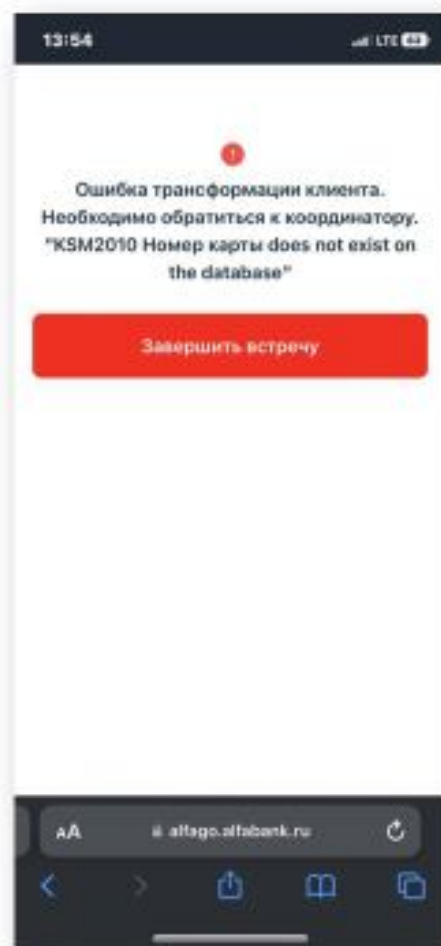 13:54
LTE
Ошибка трансформации клиента.
Необходимо обратиться к координатору.
"KSM2010 Номер карты does not exist on
the database"
Завершить встречу
AA
alfago.alfabank.ru